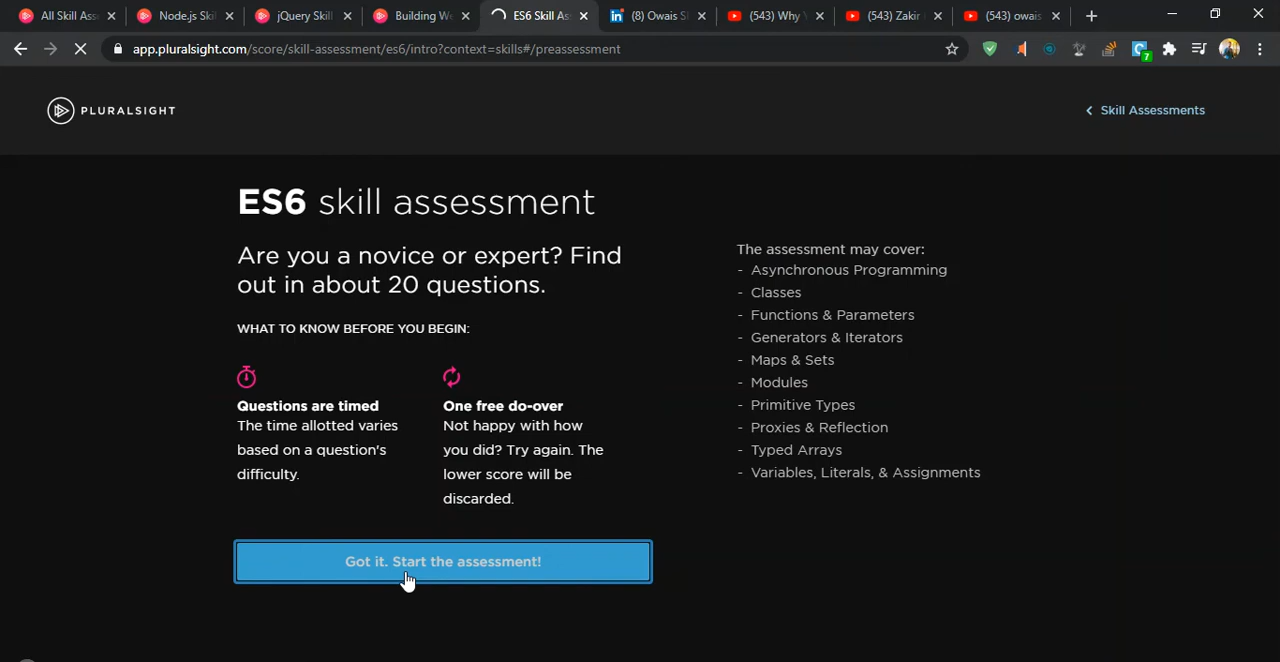 All Skill Ass
Node.js Ski
jQuery Skill
Building W
ES6 Skill As
(8) Owais S
(543) Why
(543) Zakir
(543) owais
app.pluralsight.com/score/skill-assessment/es6/intro?context=skills#/preassessment
7
PLURALSIGHT
Skill Assessments
ES6 skill assessment
Are you a novice or expert? Find
out in about 20 questions.
WHAT TO KNOW BEFORE YOU BEGIN:
Questions are timed
The time allotted varies
based on a question's
difficulty.
One free do-over
Not happy with how
you did? Try again. The
lower score will be
discarded.
Got it. Start the assessment!
The assessment may cover:
- Asynchronous Programming
- Classes
- Functions & Parameters
- Generators & Iterators
- Maps & Sets
- Modules
- Primitive Types
- Proxies & Reflection
- Typed Arrays
- Variables, Literals, & Assignments